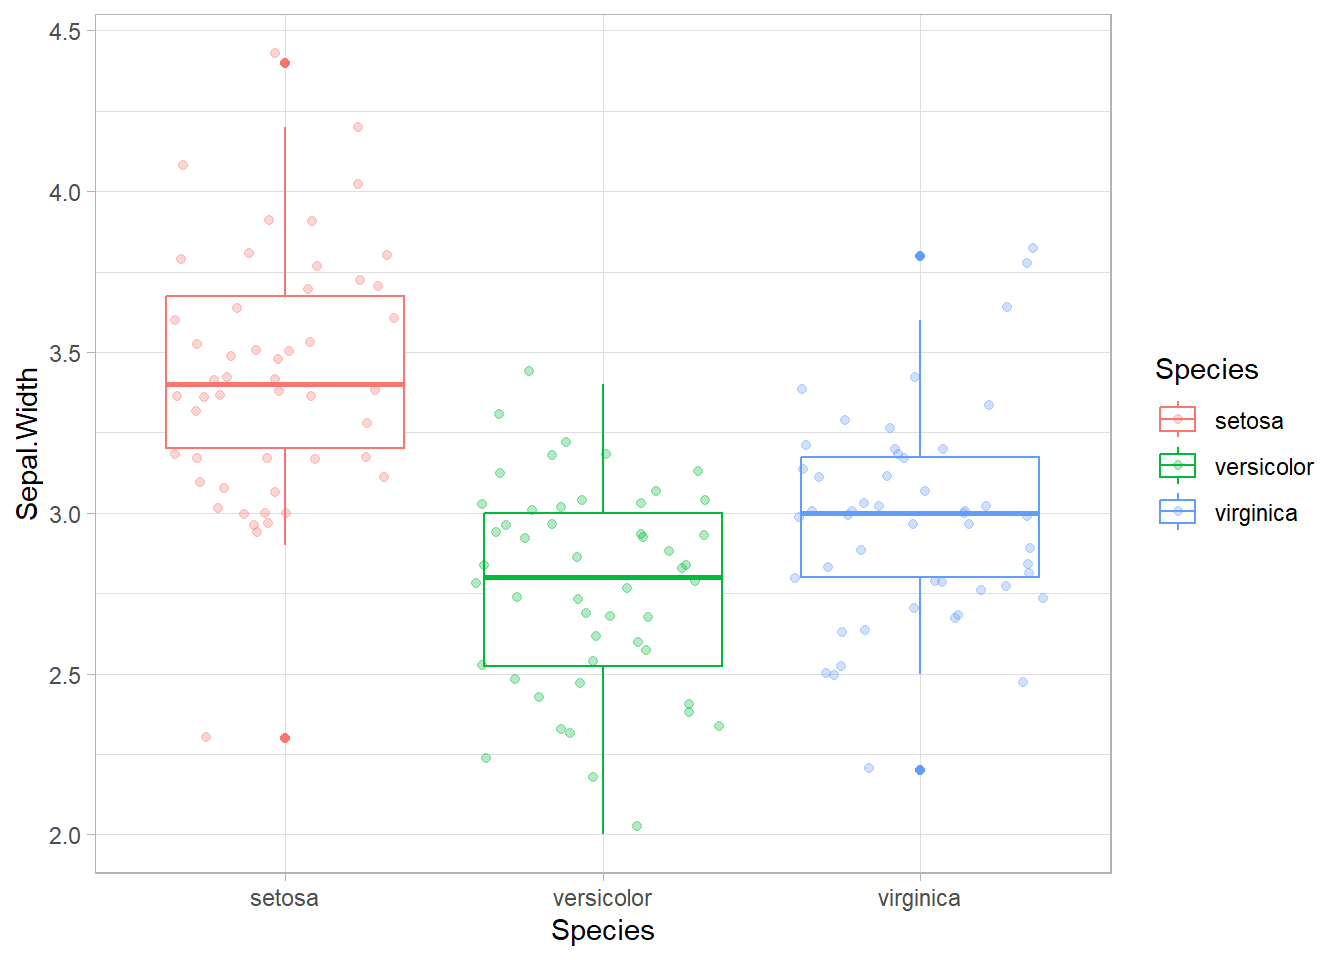 4.5
4.0
3.5
3.0
2.5
2.0
Sepal.Width
setosa
versicolor
virginica
Species
Species
setosa
versicolor
virginica